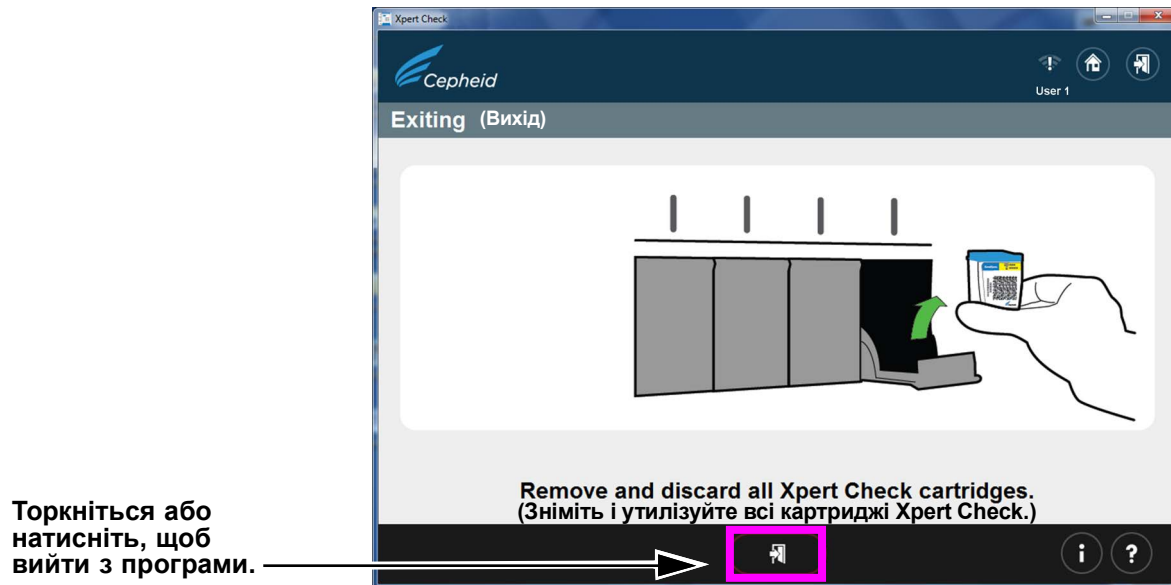 Xpert Check
Cepheid
User 1
Exiting (Вихід)
Remove and discard all Xpert Check cartridges.
(Зніміть і утилізуйте всі картриджі Xpert Check.)
Торкніться або
натисніть, щоб
вийти з програми.
i ?